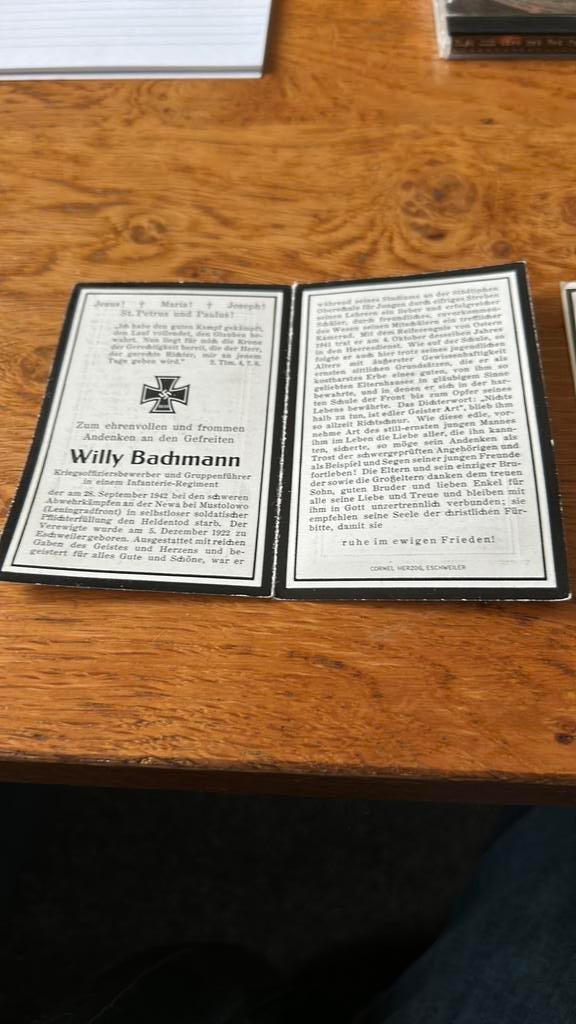 Jesus! † Maria! † Joseph!
St. Petrus und Paulus!
„Ich habe den guten Kampf gekämpft,
den Lauf vollendet, den Glauben be-
wahrt. Nun liegt für mich die Krone
der Gerechtigkeit bereit, die der Herr,
der gerechte Richter, mir an jenem
Tage geben wird." 2. Tim. 4, 7. 8.
Zum ehrenvollen und frommen
Andenken an den Gefreiten
Willy Bachmann
Kriegsoffiziersbewerber und Gruppenführer
in einem Infanterie-Regiment
der am 28. September 1942 bei den schweren
Abwehrkämpfen an der Newa bei Mustolowo
(Leningradfront) in selbstloser soldatischer
Pflichterfüllung den Heldentod starb. Der
Verewigte wurde am 5. Dezember 1922 zu
Eschweiler geboren. Ausgestattet mit reichen
Gaben des Geistes und Herzens und be-
geistert für alles Gute und Schöne, war er
während seines Studiums an der Städtischen
Oberschule für Jungen durch eifriges Streben
seinen Lehrern ein lieber und erfolgreicher
Schüler, durch freundliches, zuvorkommen-
des Wesen seinen Mitschülern ein trefflicher
Kamerad. Mit dem Reifezeugnis von Ostern
1941 trat er am 4. Oktober desselben Jahres
in den Heeresdienst. Wie auf der Schule, so
folgte er auch hier trotz seines jugendlichen
Alters mit äußerster Gewissenhaftigkeit
ernsten sittlichen Grundsätzen, die er als
kostbarstes Erbe eines guten, von ihm so
geliebten Elternhauses in gläubigem Sinne
bewahrte, und in denen er sich in der har-
ten Schule der Front bis zum Opfer seines
Lebens bewährte. Das Dichterwort: „Nichts
halb zu tun, ist edler Geister Art", blieb ihm
so allzeit Richtschnur. Wie diese edle, vor-
nehme Art des still-ernsten jungen Mannes
ihm im Leben die Liebe aller, die ihn kann-
ten, sicherte, so möge sein Andenken als
Trost der schwergeprüften Angehörigen und
als Beispiel und Segen seiner jungen Freunde
fortleben! Die Eltern und sein einziger Bru-
der sowie die Großeltern danken dem treuen
Sohn, guten Bruder und lieben Enkel für
alle seine Liebe und Treue und bleiben mit
ihm in Gott unzertrennlich verbunden; sie
empfehlen seine Seele der christlichen Für-
bitte, damit sie
ruhe im ewigen Frieden!
CORNEL HERZOG, ESCHWEILER